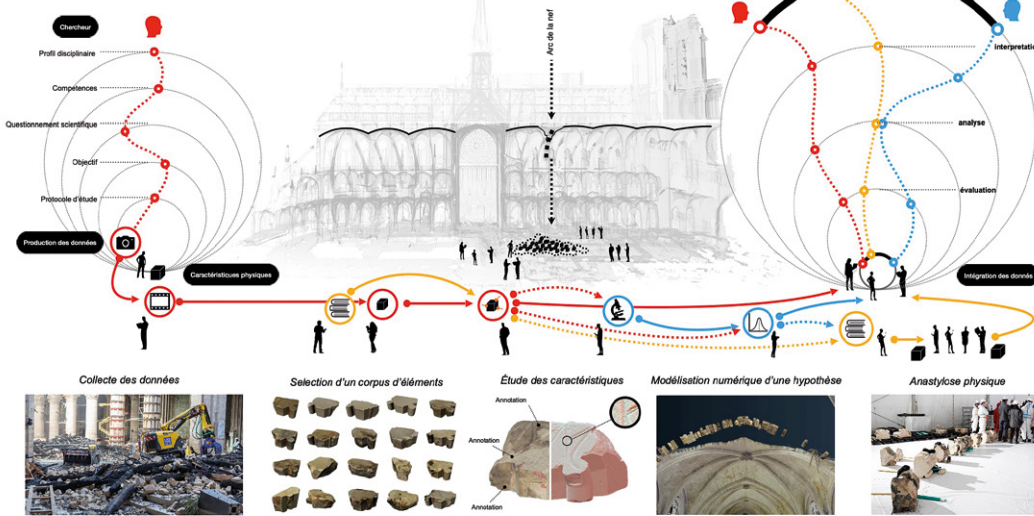 Chercheur
Profil disciplinaire
Compétences
Questionnement scientifique
Objectif
Protocole d'étude
Production des données
Caractéristiques physiques
Arc de la nef
interprétatio
analyse
évaluation
Intégration des donnés
Collecte des données
Selection d'un corpus d'éléments
Étude des caractéristiques
Annotation
Annotation
Annotation
Modélisation numérique d'une hypothèse
Anastylose physique